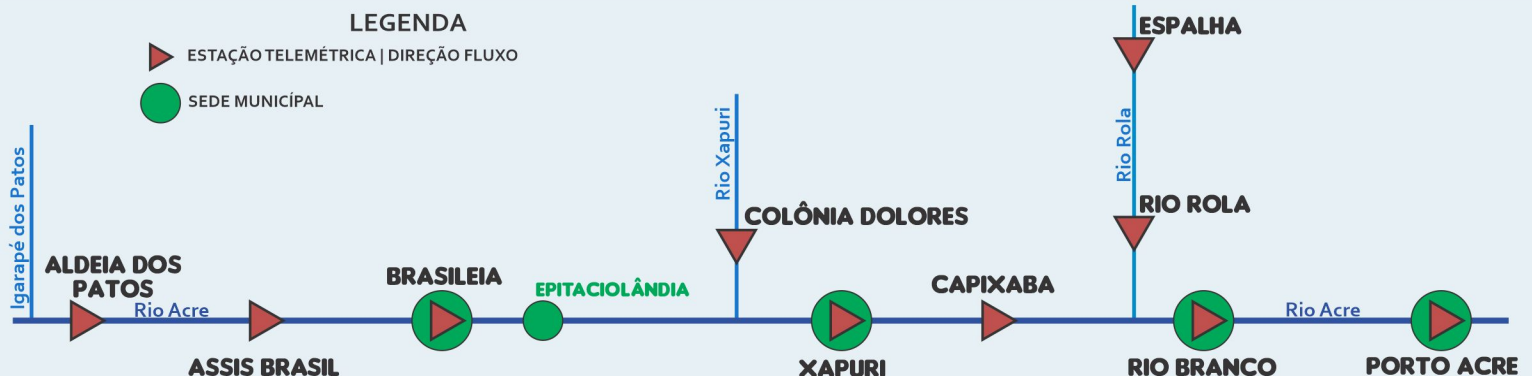 LEGENDA
ESTAÇÃO TELEMÉTRICA | DIREÇÃO FLUXO
SEDE MUNICÍPAL
Igarapé dos Patos
ALDEIA DOS
PATOS
Rio Acre
ASSIS BRASIL
BRASILEIA
EPITACIOLÂNDIA
Rio Xapuri
COLÔNIA DOLORES
XAPURI
CAPIXABA
ESPALHA
Rio Rola
RIO ROLA
RIO BRANCO
Rio Acre
PORTO ACRE